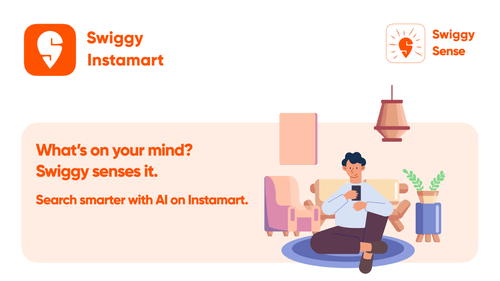 Swiggy
Instamart
Swiggy
Sense
What's on your mind?
Swiggy senses it.
Search smarter with AI on Instamart.